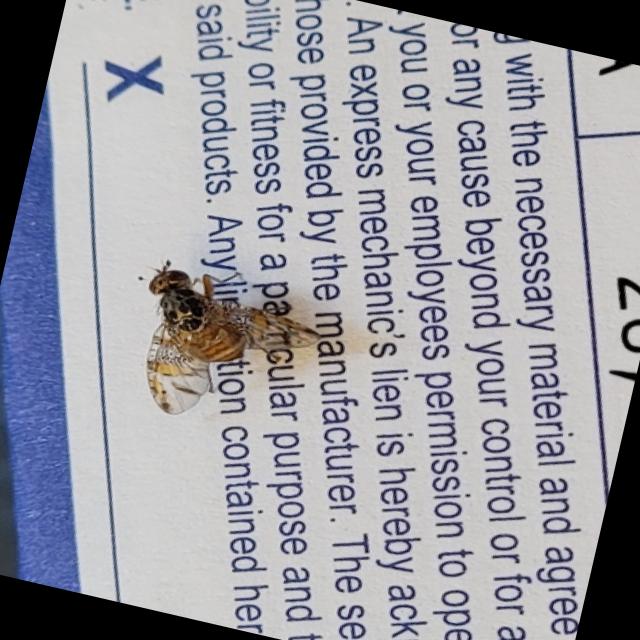 with the necessary material and agree
or any cause beyond your control or for a
you or your employees permission to ope
. An express mechanic's lien is hereby ack
hose provided by the manufacturer. The se
bility or fitness for a particular purpose and
said products. Any contained her
X